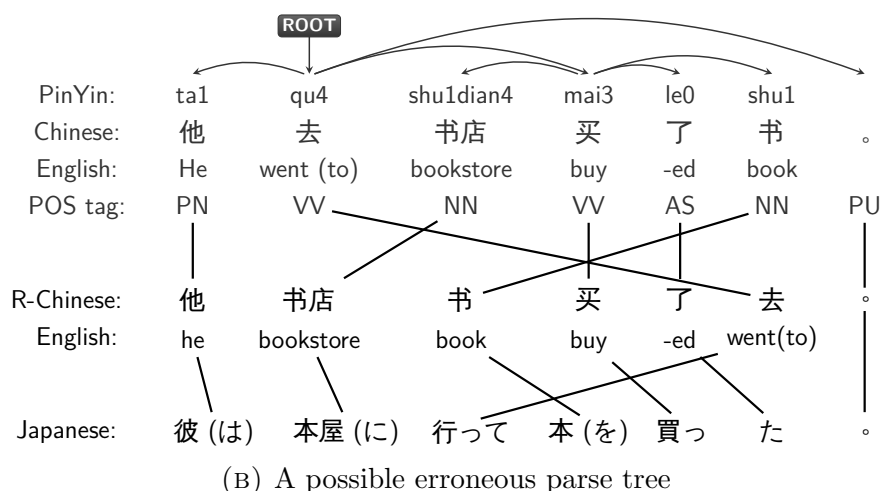 ROOT
PinYin: ta1 qu4 shu1dian4 mai3 le0 shu1
Chinese: 他 去 书店 买 了 书 。
English: He went (to) bookstore buy -ed book
POS tag: PN VV NN VV AS NN PU
R-Chinese: 他 书店 书 买 了 去 。
English: he bookstore book buy -ed went(to)
Japanese: 彼 (は) 本屋 (に) 行って 本 (を) 買っ た 。
(B) A possible erroneous parse tree